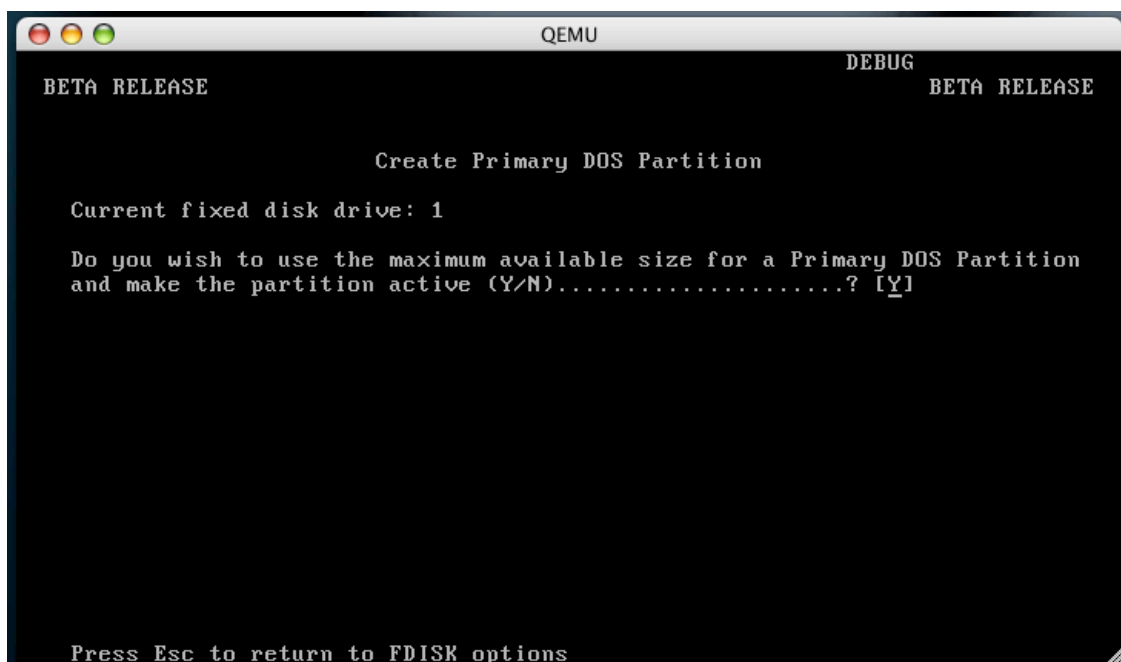 QEMU
DEBUG
BETA RELEASE BETA RELEASE
Create Primary DOS Partition
Current fixed disk drive: 1
Do you wish to use the maximum available size for a Primary DOS Partition
and make the partition active (Y/N).....................? [Y]
Press Esc to return to FDISK options